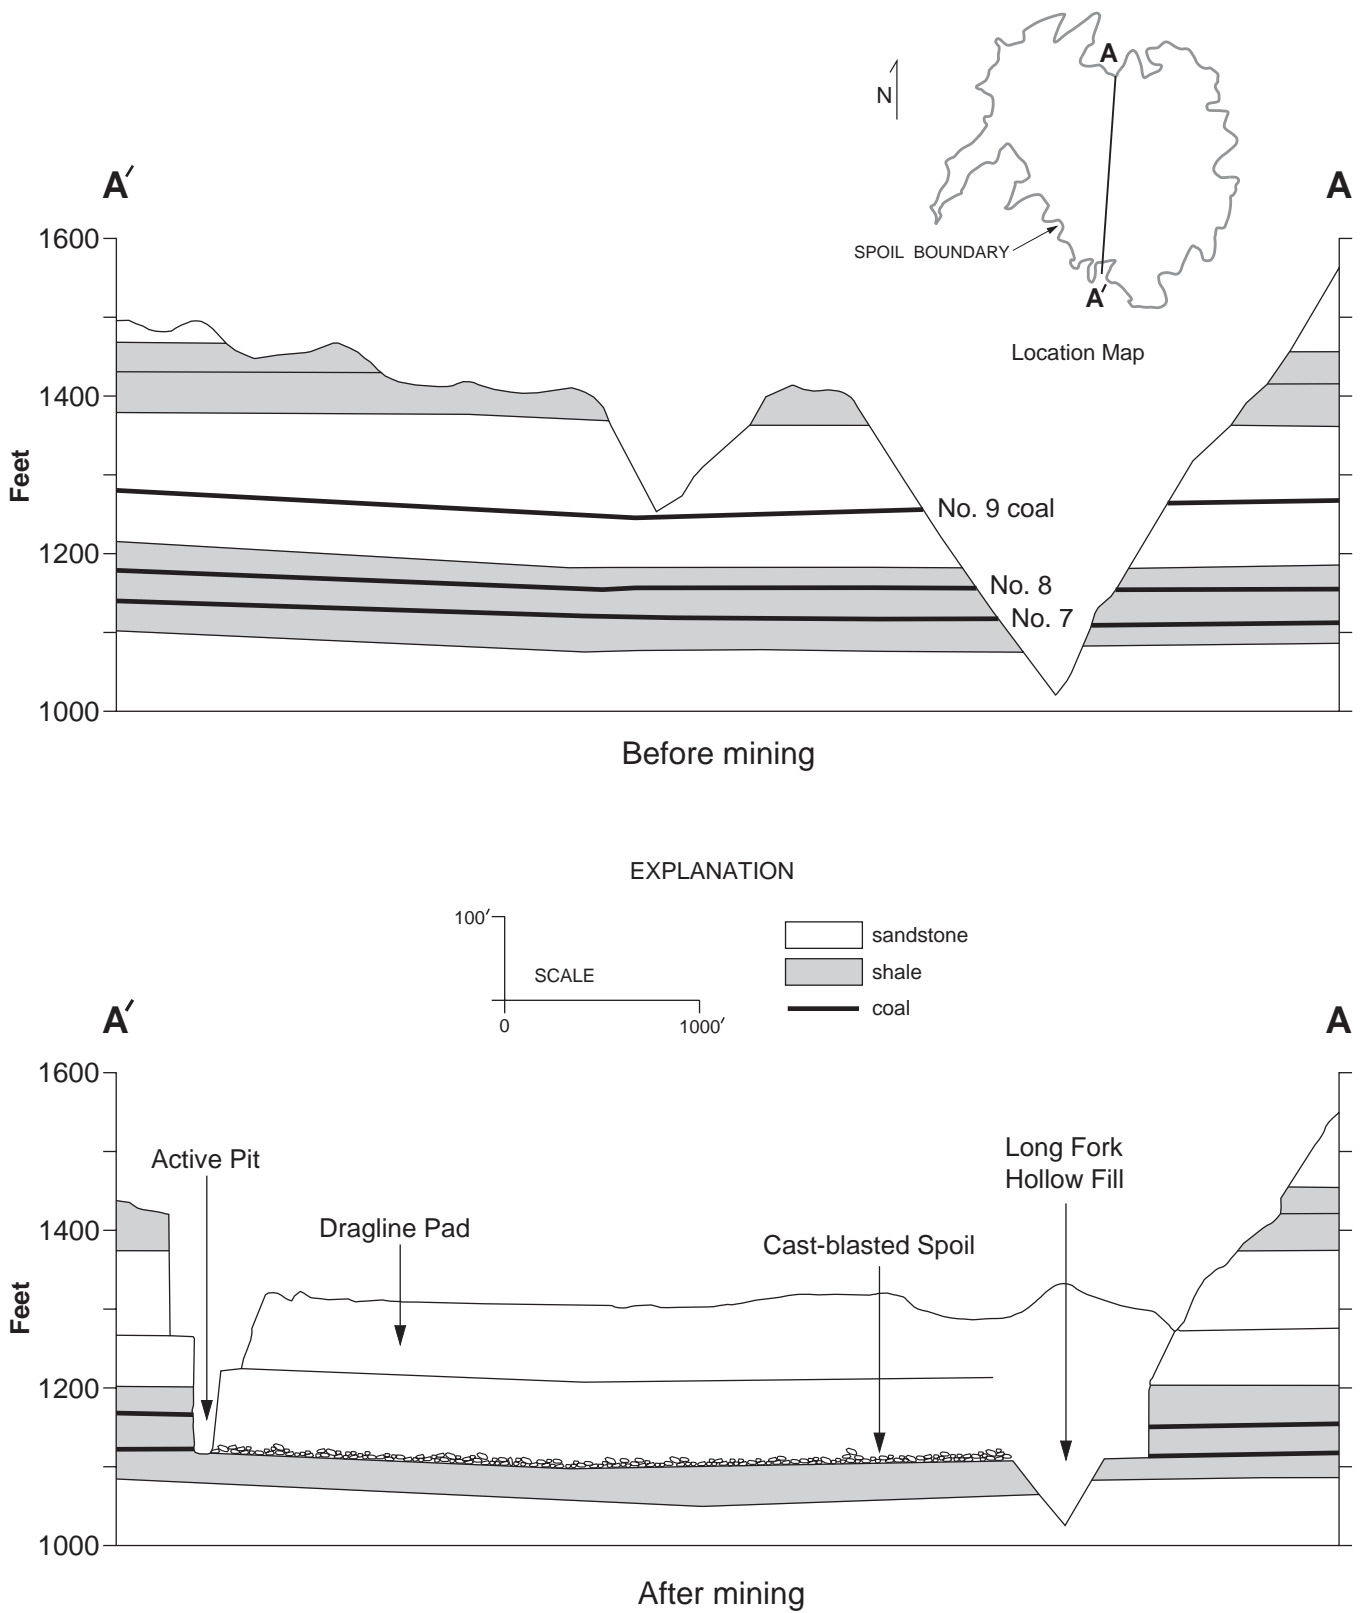 A
N
A′
A
SPOIL BOUNDARY
A′
Location Map
1600
1400
1200
1000
Feet
No. 9 coal
No. 8
No. 7
Before mining
EXPLANATION
100′
SCALE
0
1000′
sandstone
shale
coal
A′
A
1600
1400
1200
1000
Feet
Active Pit
Dragline Pad
Cast-blasted Spoil
Long Fork
Hollow Fill
After mining